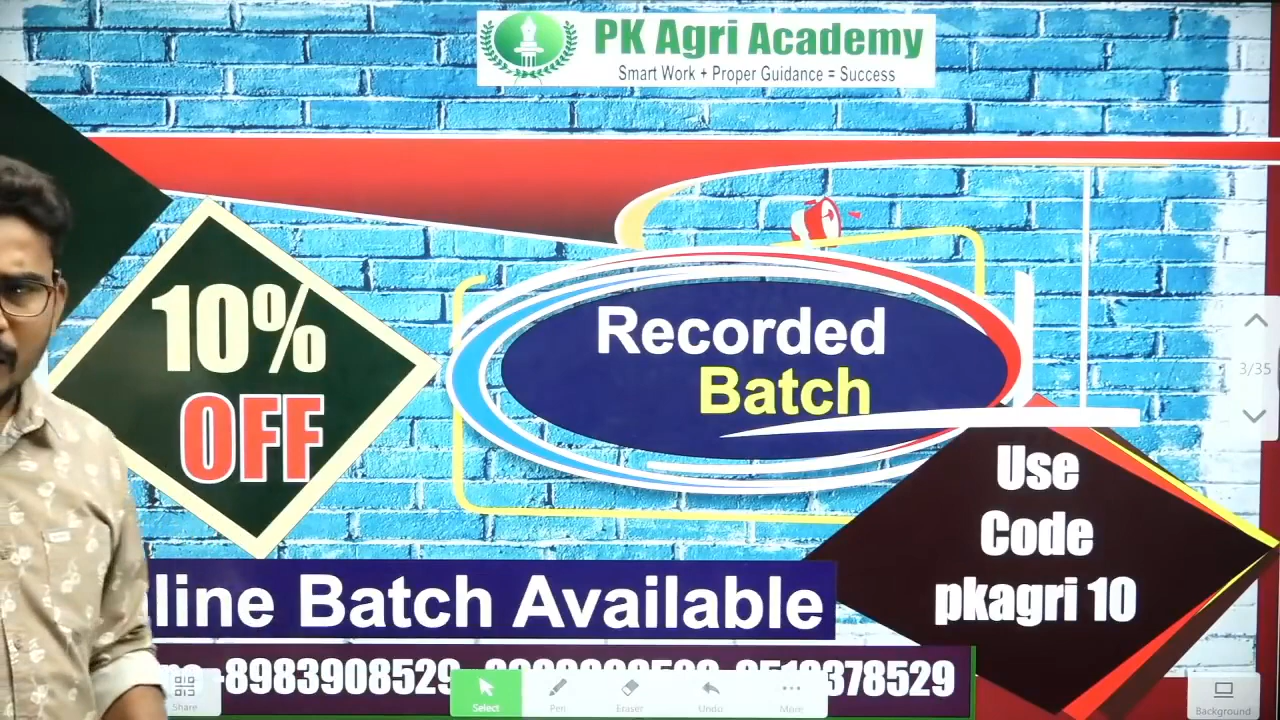 PK Agri Academy
Smart Work + Proper Guidance = Success
10%
OFF
Recorded
Batch
Use
Code
pkagri 10
line Batch Available
8983908529
378529
3/35
Share
Select
Pen
Eraser
Undo
More
Background